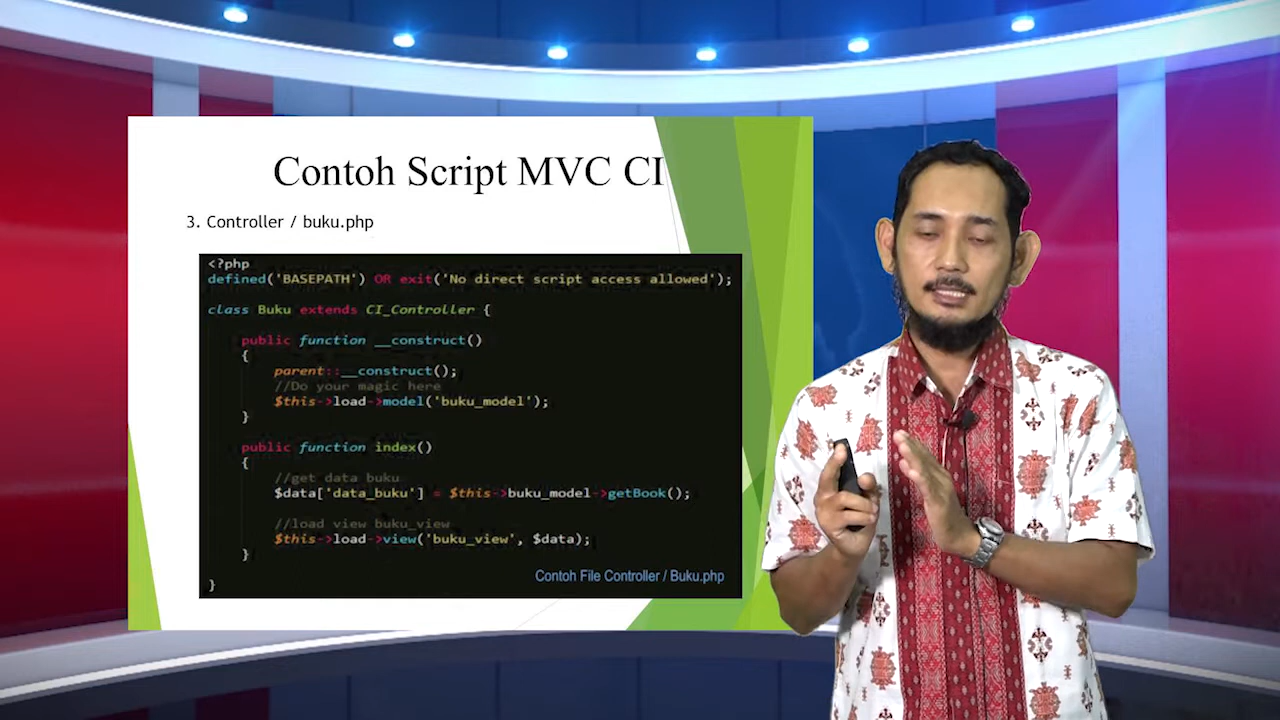 Contoh Script MVC CI
3. Controller / buku.php
<?php
defined('BASEPATH') OR exit('No direct script access allowed');
class Buku extends CI_Controller {
public function __construct()
{
parent::__construct();
//Do your magic here
$this->load->model('buku_model');
}
public function index()
{
//get data buku
$data['data_buku'] = $this->buku_model->getBook();
//load view buku_view
$this->load->view('buku_view', $data);
}
}
Contoh File Controller / Buku.php